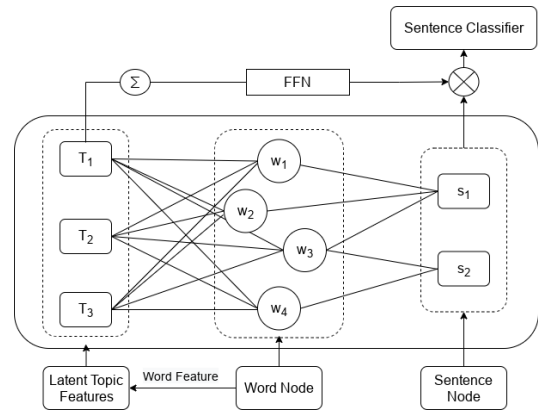 Sentence Classifier
Σ
FFN
T1
w1
s1
w2
T2
w3
s2
T3
w4
Word Feature
Latent Topic
Features
Word Node
Sentence
Node